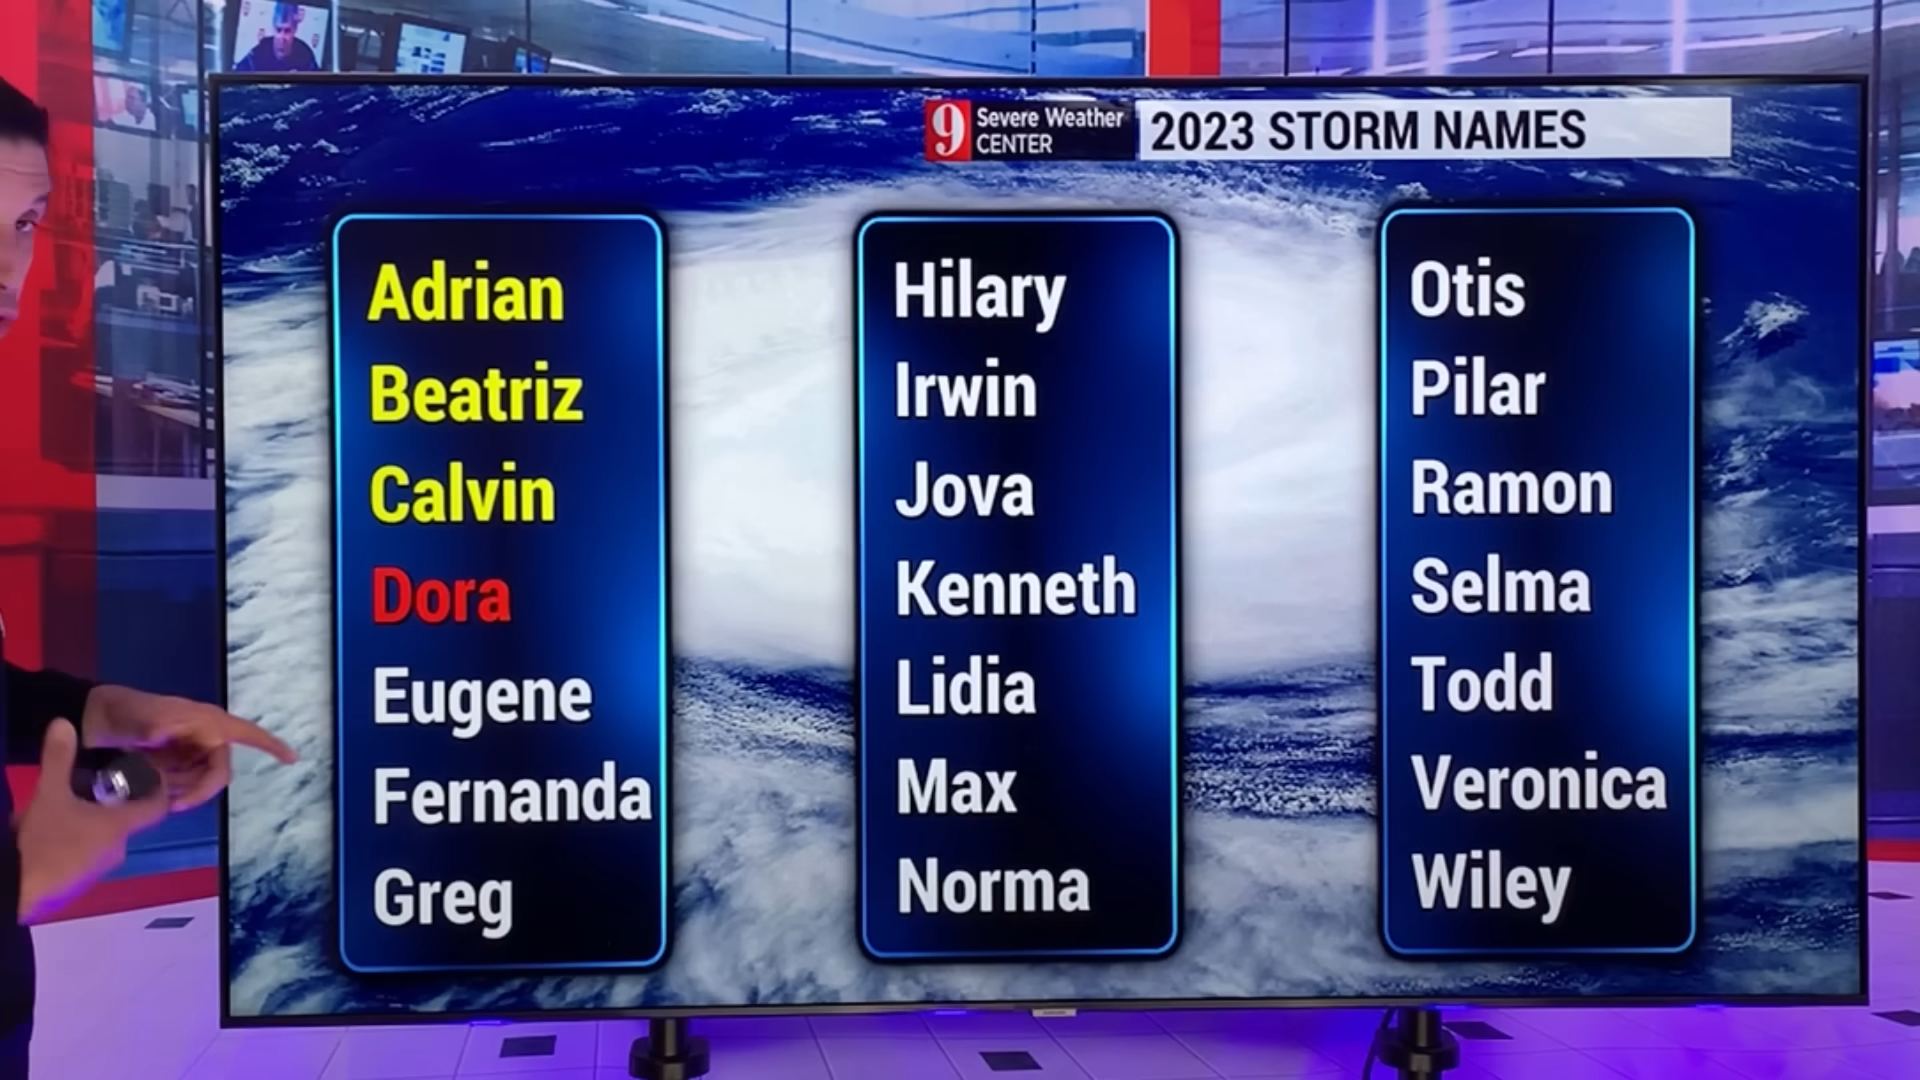 9 Severe Weather
CENTER
2023 STORM NAMES
Adrian
Beatriz
Calvin
Dora
Eugene
Fernanda
Greg
Hilary
Irwin
Jova
Kenneth
Lidia
Max
Norma
Otis
Pilar
Ramon
Selma
Todd
Veronica
Wiley